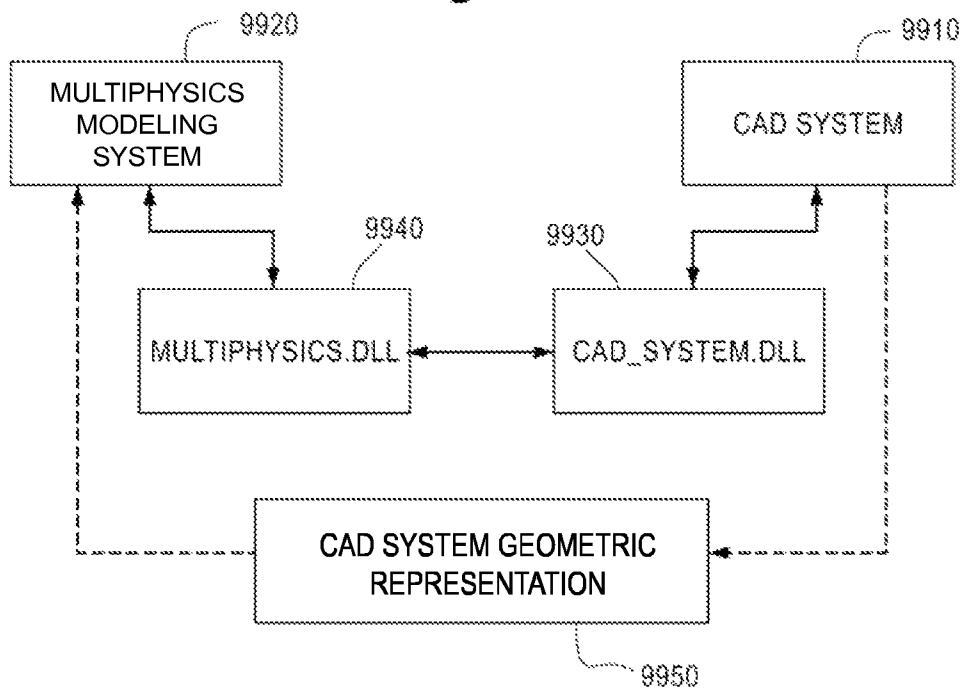 9920
9910
MULTIPHYSICS
MODELING
SYSTEM
CAD SYSTEM
9940
9930
MULTIPHYSICS.DLL
CAD_SYSTEM.DLL
CAD SYSTEM GEOMETRIC
REPRESENTATION
9950